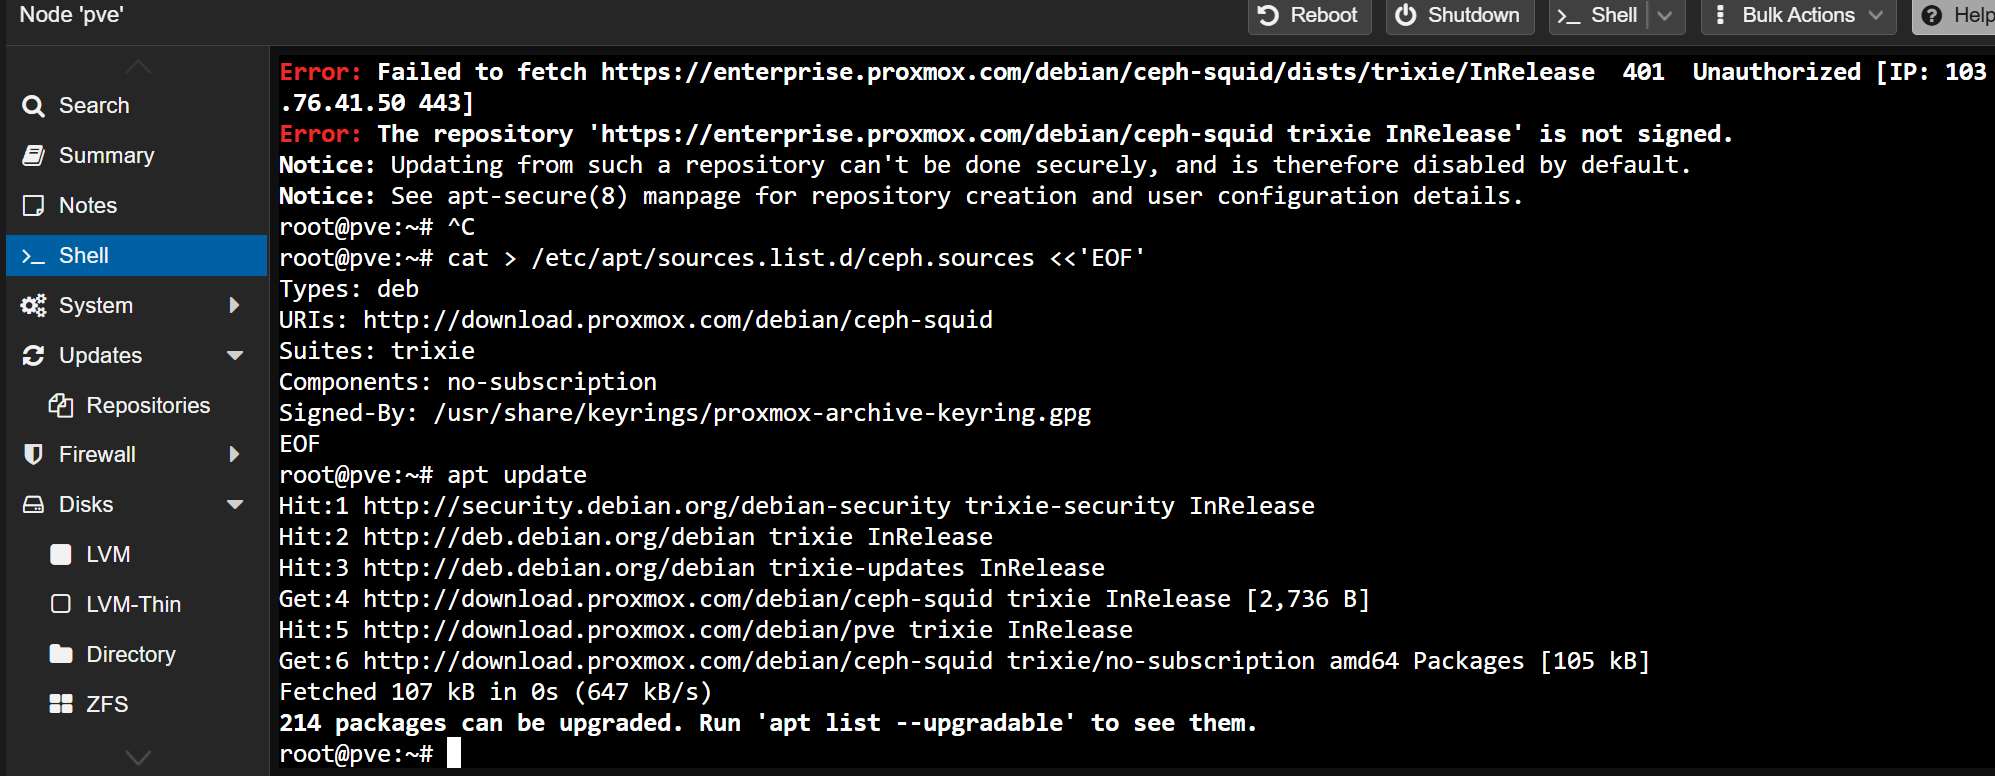 Node 'pve'
Reboot
Shutdown
Shell
Bulk Actions
Help
Search
Summary
Notes
Shell
System
Updates
Repositories
Firewall
Disks
LVM
LVM-Thin
Directory
ZFS
Error: Failed to fetch https://enterprise.proxmox.com/debian/ceph-squid/dists/trixie/InRelease  401  Unauthorized [IP: 103
.76.41.50 443]
Error: The repository 'https://enterprise.proxmox.com/debian/ceph-squid trixie InRelease' is not signed.
Notice: Updating from such a repository can't be done securely, and is therefore disabled by default.
Notice: See apt-secure(8) manpage for repository creation and user configuration details.
root@pve:~# ^C
root@pve:~# cat > /etc/apt/sources.list.d/ceph.sources <<'EOF'
Types: deb
URIs: http://download.proxmox.com/debian/ceph-squid
Suites: trixie
Components: no-subscription
Signed-By: /usr/share/keyrings/proxmox-archive-keyring.gpg
EOF
root@pve:~# apt update
Hit:1 http://security.debian.org/debian-security trixie-security InRelease
Hit:2 http://deb.debian.org/debian trixie InRelease
Hit:3 http://deb.debian.org/debian trixie-updates InRelease
Get:4 http://download.proxmox.com/debian/ceph-squid trixie InRelease [2,736 B]
Hit:5 http://download.proxmox.com/debian/pve trixie InRelease
Get:6 http://download.proxmox.com/debian/ceph-squid trixie/no-subscription amd64 Packages [105 kB]
Fetched 107 kB in 0s (647 kB/s)
214 packages can be upgraded. Run 'apt list --upgradable' to see them.
root@pve:~#